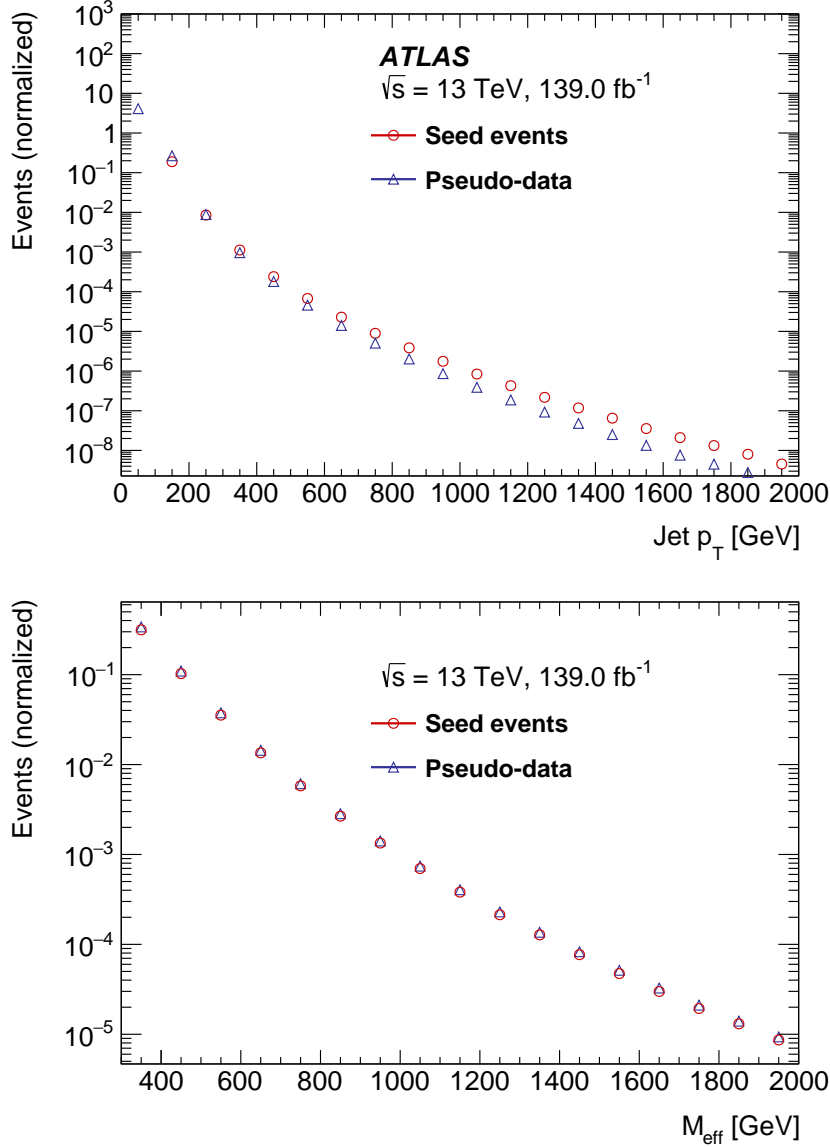 Events (normalized)
10³
10²
10
1
10⁻¹
10⁻²
10⁻³
10⁻⁴
10⁻⁵
10⁻⁶
10⁻⁷
10⁻⁸
ATLAS
√s = 13 TeV, 139.0 fb⁻¹
Seed events
Pseudo-data
0 200 400 600 800 1000 1200 1400 1600 1800 2000
Jet p_T [GeV]
Events (normalized)
10⁻¹
10⁻²
10⁻³
10⁻⁴
10⁻⁵
√s = 13 TeV, 139.0 fb⁻¹
Seed events
Pseudo-data
400 600 800 1000 1200 1400 1600 1800 2000
M_eff [GeV]